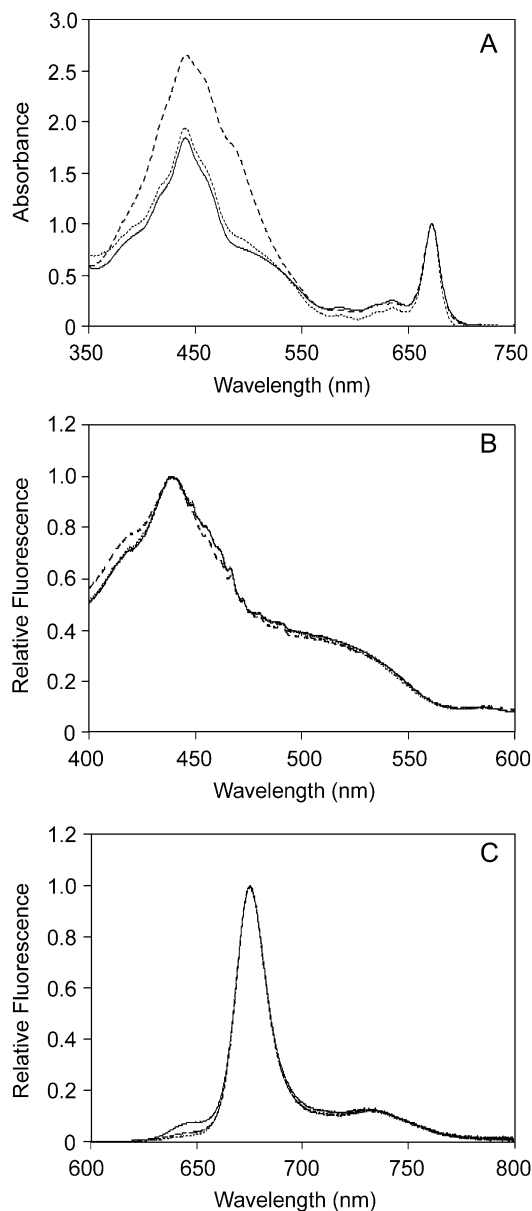 A
3.0
2.5
2.0
1.5
1.0
0.5
0
Absorbance
350 450 550 650 750
Wavelength (nm)
B
1.2
1.0
0.8
0.6
0.4
0.2
0
Relative Fluorescence
400 450 500 550 600
Wavelength (nm)
C
1.2
1.0
0.8
0.6
0.4
0.2
0
Relative Fluorescence
600 650 700 750 800
Wavelength (nm)